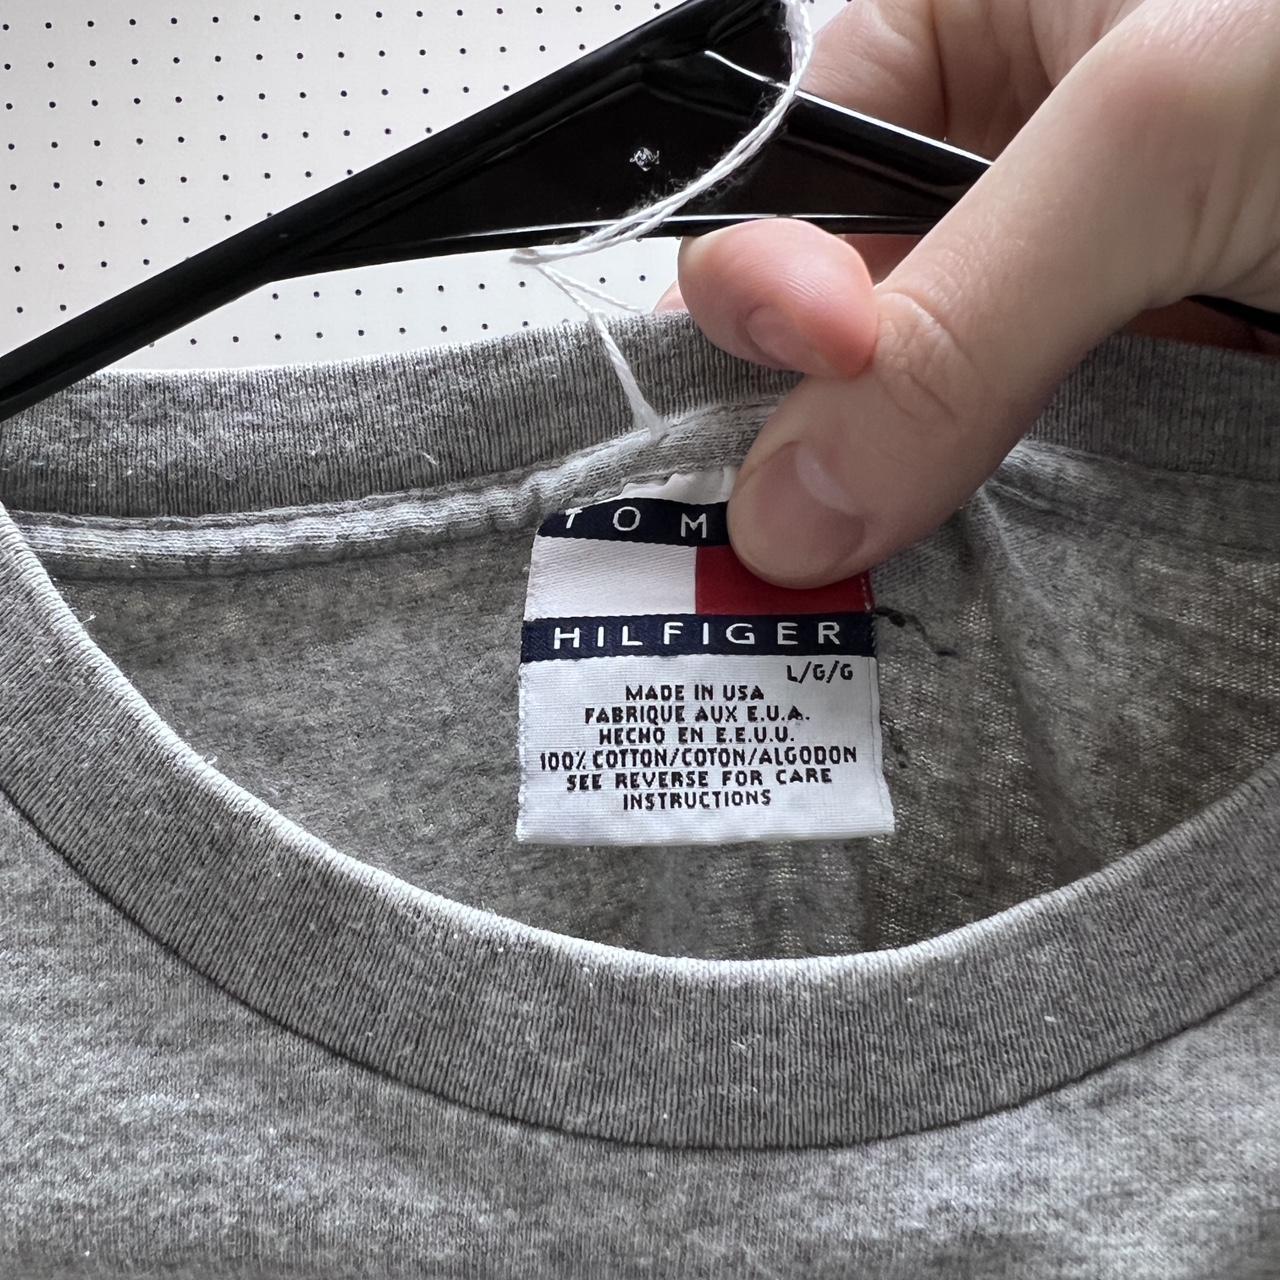 TOM
HILFIGER
L/G/G
MADE IN USA
FABRIQUE AUX E.U.A.
HECHO EN E.E.U.U.
100% COTTON/COTON/ALGODON
SEE REVERSE FOR CARE
INSTRUCTIONS